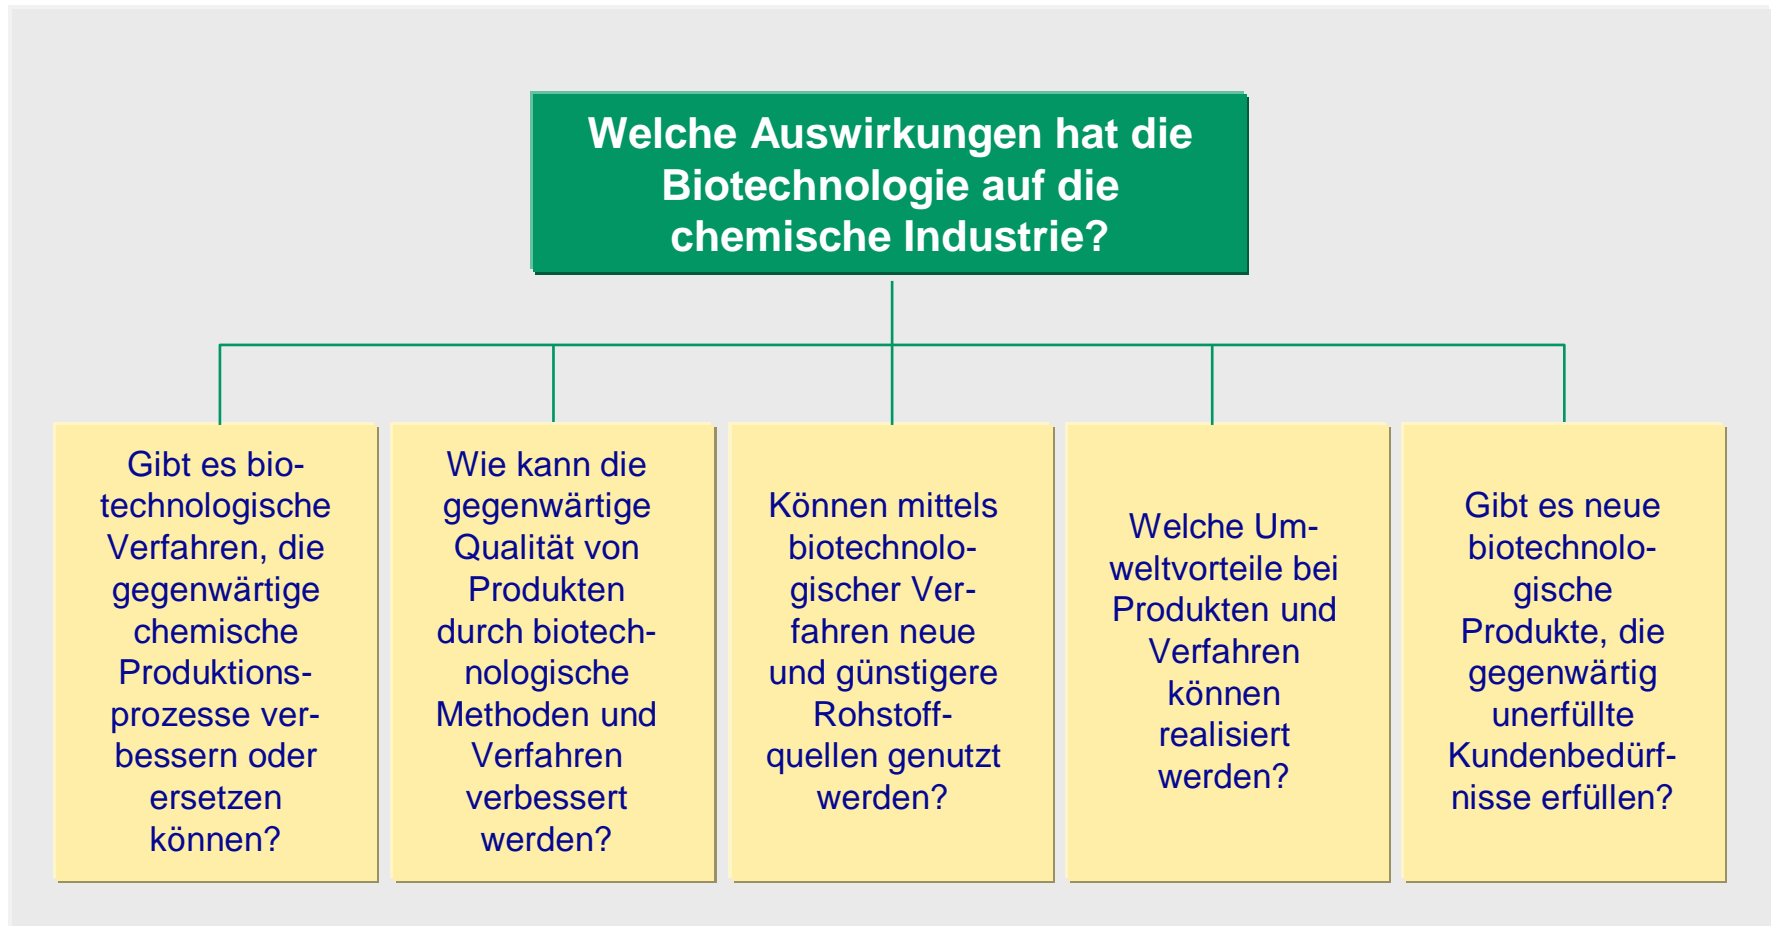 Welche Auswirkungen hat die
Biotechnologie auf die
chemische Industrie?
Gibt es bio-
technologische
Verfahren, die
gegenwärtige
chemische
Produktions-
prozesse ver-
bessern oder
ersetzen
können?
Wie kann die
gegenwärtige
Qualität von
Produkten
durch biotech-
nologische
Methoden und
Verfahren
verbessert
werden?
Können mittels
biotechnolo-
gischer Ver-
fahren neue
und günstigere
Rohstoff-
quellen genutzt
werden?
Welche Um-
weltvorteile bei
Produkten und
Verfahren
können
realisiert
werden?
Gibt es neue
biotechnolo-
gische
Produkte, die
gegenwärtig
unerfüllte
Kundenbedürf-
nisse erfüllen?